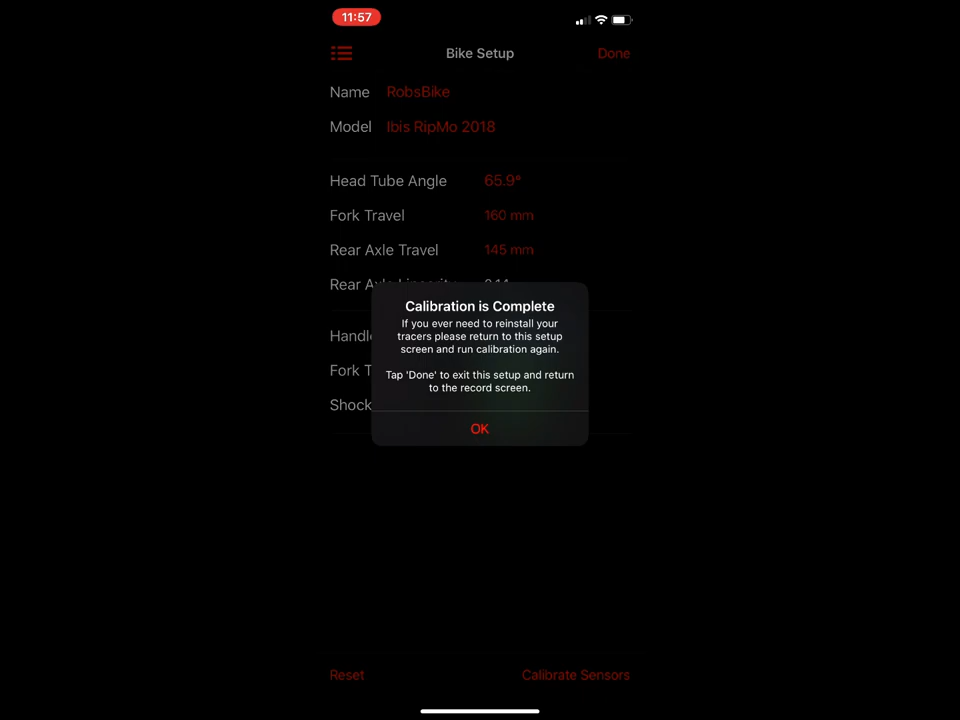 11:57
Bike Setup
Done
Name RobsBike
Model Ibis RipMo 2018
Head Tube Angle 65.9°
Fork Travel 160 mm
Rear Axle Travel 145 mm
Rear
Calibration is Complete
If you ever need to reinstall your
tracers please return to this setup
screen and run calibration again.
Tap 'Done' to exit this setup and return
to the record screen.
OK
Fork
Shock
Reset
Calibrate Sensors